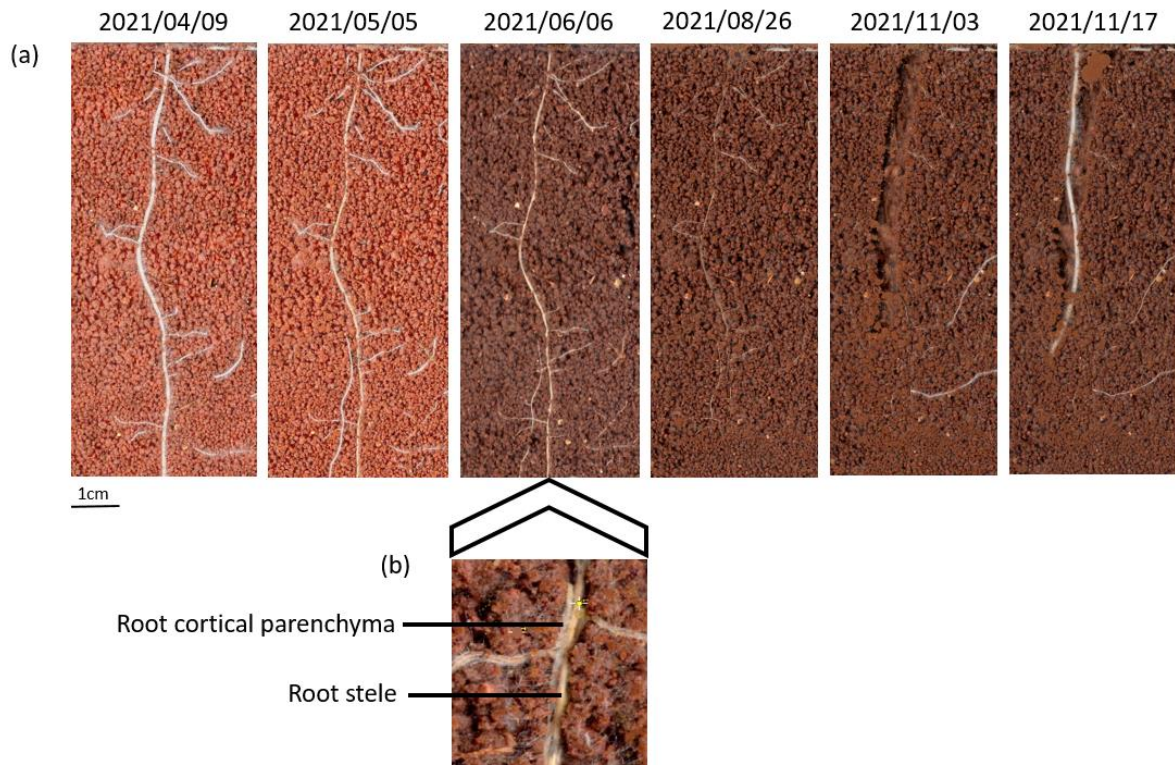 2021/04/09 2021/05/05 2021/06/06 2021/08/26 2021/11/03 2021/11/17
(a)
1cm
(b)
Root cortical parenchyma
Root stele